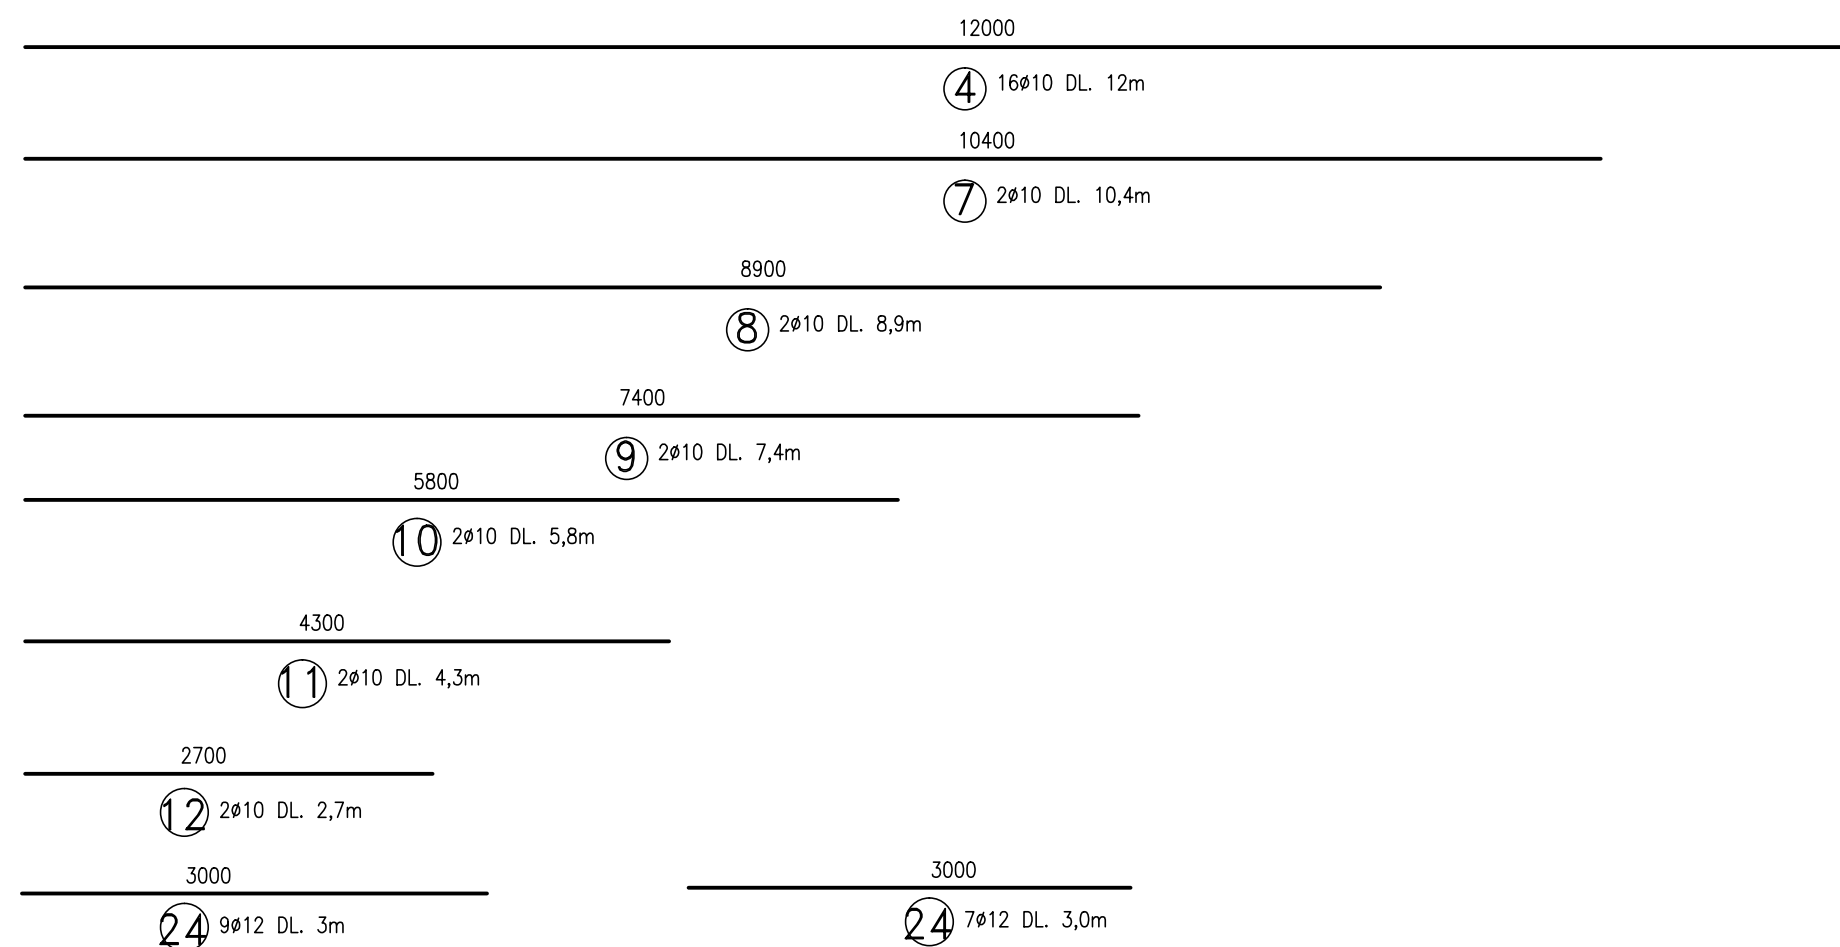 12000
4 16ø10 DL. 12m
10400
7 2ø10 DL. 10,4m
8900
8 2ø10 DL. 8,9m
7400
9 2ø10 DL. 7,4m
5800
10 2ø10 DL. 5,8m
4300
11 2ø10 DL. 4,3m
2700
12 2ø10 DL. 2,7m
3000
24 9ø12 DL. 3m
3000
24 7ø12 DL. 3,0m